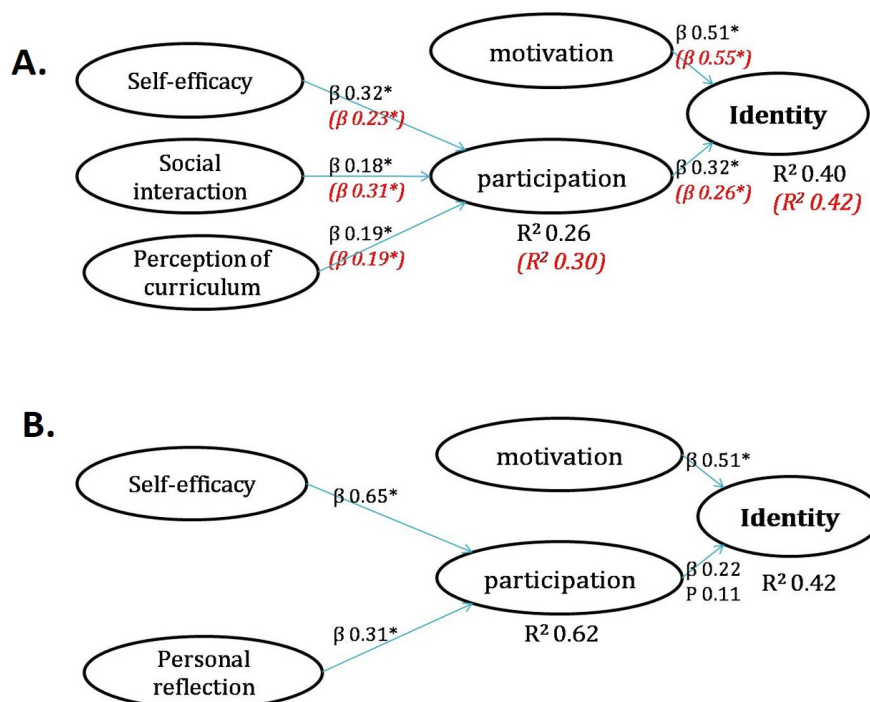 A.
Self-efficacy
Social
interaction
Perception of
curriculum
β 0.32*
(β 0.23*)
β 0.18*
(β 0.31*)
β 0.19*
(β 0.19*)
motivation
participation
R² 0.26
(R² 0.30)
β 0.51*
(β 0.55*)
β 0.32*
(β 0.26*)
Identity
R² 0.40
(R² 0.42)
B.
Self-efficacy
Personal
reflection
β 0.65*
β 0.31*
motivation
participation
R² 0.62
β 0.51*
β 0.22
P 0.11
Identity
R² 0.42